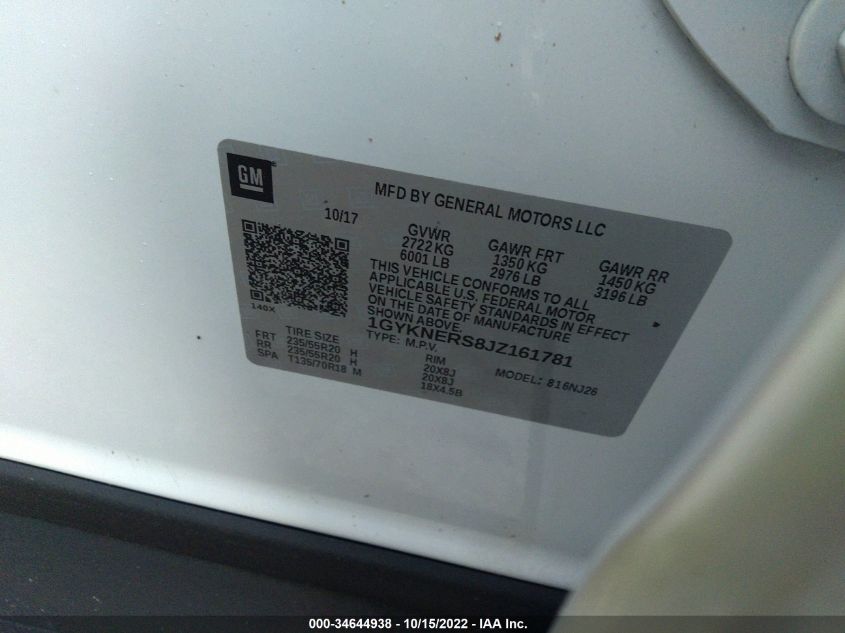 GM
MFD BY GENERAL MOTORS LLC
10/17
GVWR
2722 KG
6001 LB
GAWR FRT
1350 KG
2976 LB
GAWR RR
1450 KG
3196 LB
THIS VEHICLE CONFORMS TO ALL
APPLICABLE U.S. FEDERAL MOTOR
VEHICLE SAFETY STANDARDS IN EFFECT
ON THE DATE OF MANUFACTURE
SHOWN ABOVE.
140X
1GYKNERS8JZ161781
TYPE: M.P.V.
MODEL: 816NJ26
TIRE SIZE
RIM
FRT 235/55R20 H 20X8J
RR 235/55R20 H 20X8J
SPA T135/70R18 M 18X4.5B
000-34644938 - 10/15/2022 - IAA Inc.